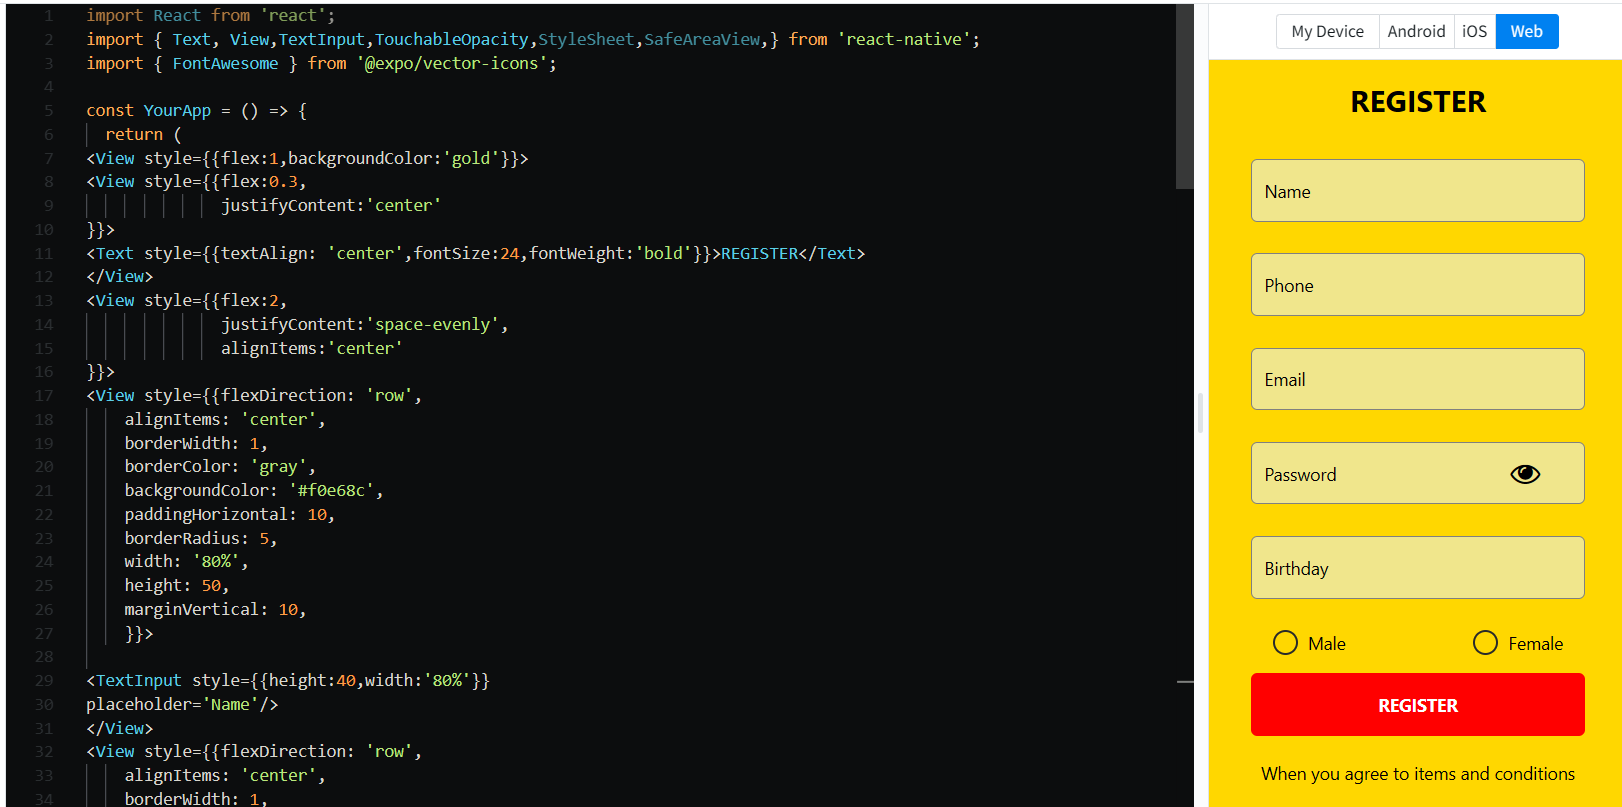 1 import React from 'react';
2 import { Text, View,TextInput,TouchableOpacity,StyleSheet,SafeAreaView,} from 'react-native';
3 import { FontAwesome } from '@expo/vector-icons';
4
5 const YourApp = () => {
6 return (
7 <View style={{flex:1,backgroundColor:'gold'}}>
8 <View style={{flex:0.3,
9 justifyContent:'center'
10 }}>
11 <Text style={{textAlign: 'center',fontSize:24,fontWeight:'bold'}}>REGISTER</Text>
12 </View>
13 <View style={{flex:2,
14 justifyContent:'space-evenly',
15 alignItems:'center'
16 }}>
17 <View style={{flexDirection: 'row',
18 alignItems: 'center',
19 borderWidth: 1,
20 borderColor: 'gray',
21 backgroundColor: '#f0e68c',
22 paddingHorizontal: 10,
23 borderRadius: 5,
24 width: '80%',
25 height: 50,
26 marginVertical: 10,
27 }}>
28
29 <TextInput style={{height:40,width:'80%'}}
30 placeholder='Name'/>
31 </View>
32 <View style={{flexDirection: 'row',
33 alignItems: 'center',
34 borderWidth: 1,
My Device Android iOS Web
REGISTER
Name
Phone
Email
Password
Birthday
Male Female
REGISTER
When you agree to items and conditions